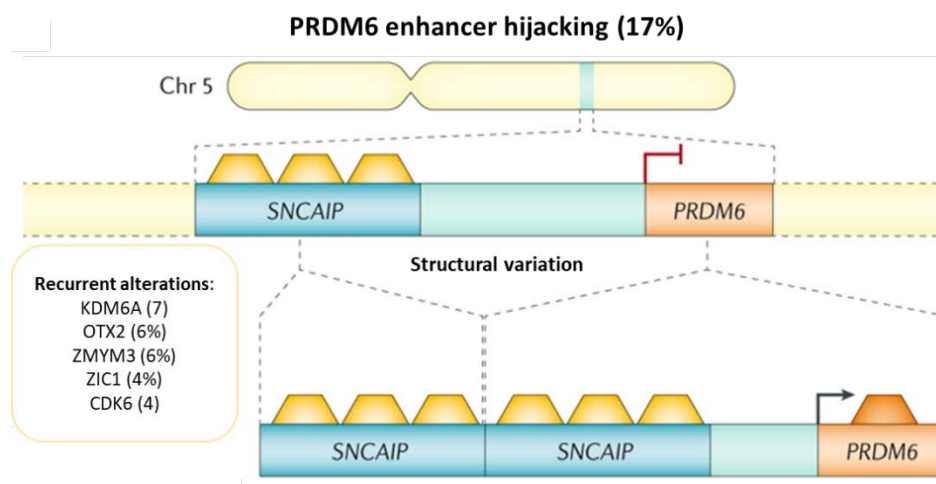 PRDM6 enhancer hijacking (17%)
Chr 5
SNCAIP
PRDM6
Structural variation
Recurrent alterations:
KDM6A (7)
OTX2 (6%)
ZMYM3 (6%)
ZIC1 (4%)
CDK6 (4)
SNCAIP
SNCAIP
PRDM6